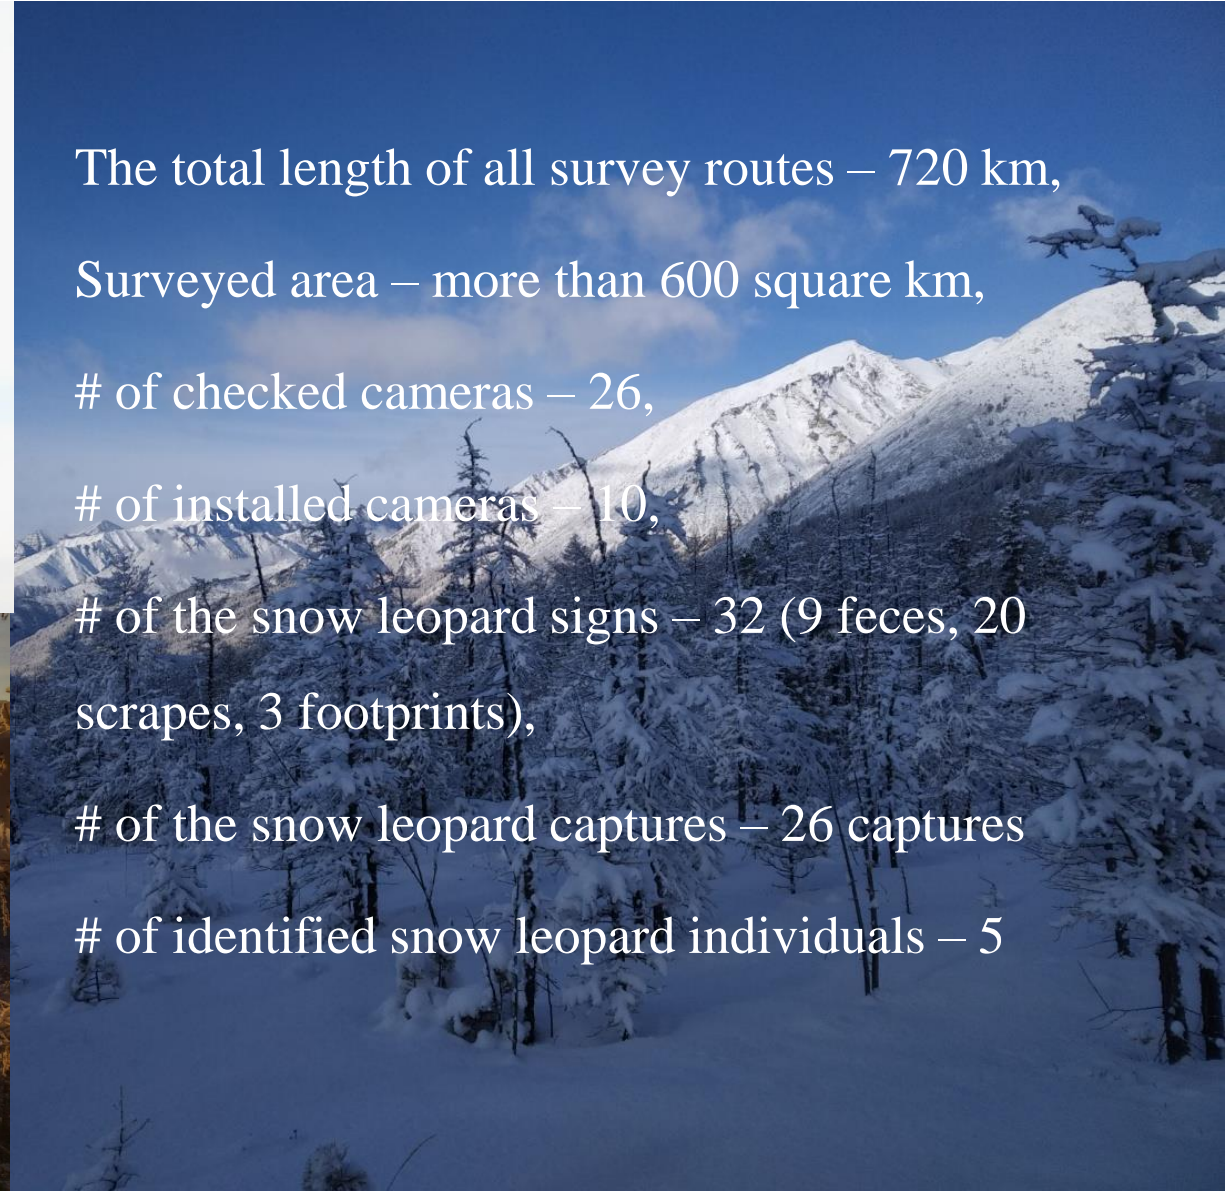 The total length of all survey routes – 720 km,
Surveyed area – more than 600 square km,
# of checked cameras – 26,
# of installed cameras – 10,
# of the snow leopard signs – 32 (9 feces, 20
scrapes, 3 footprints),
# of the snow leopard captures – 26 captures
# of identified snow leopard individuals – 5